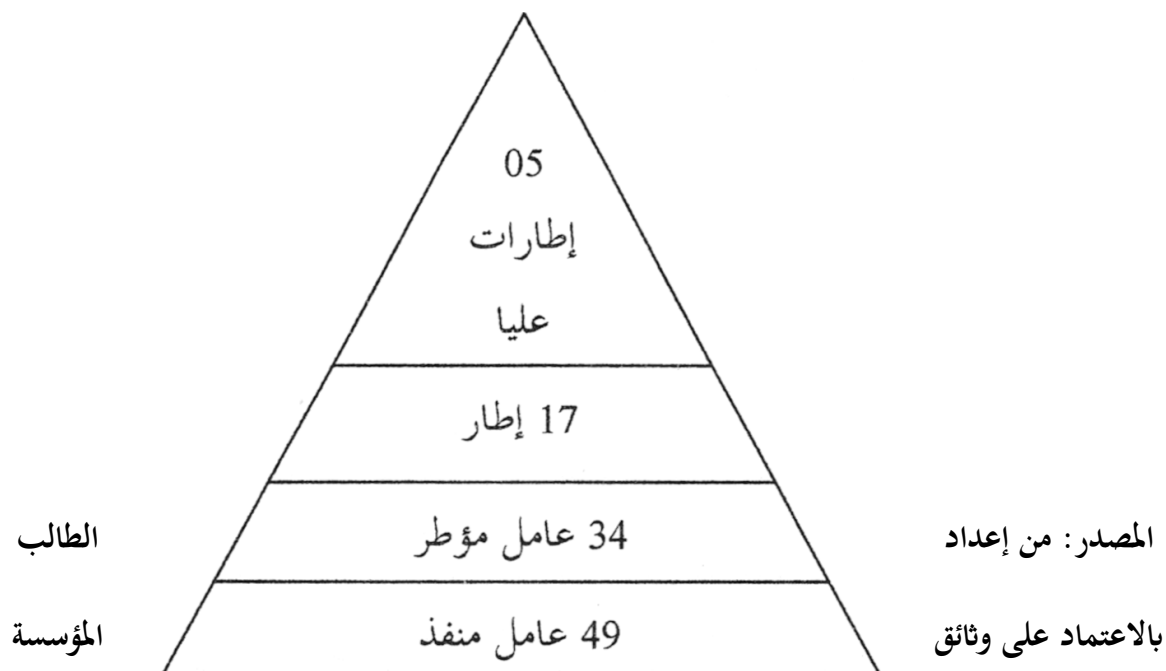 05
إطارات
عليا
17 إطار
34 عامل مؤطر
49 عامل منفذ
المصدر: من إعداد الطالب
بالاعتماد على وثائق المؤسسة